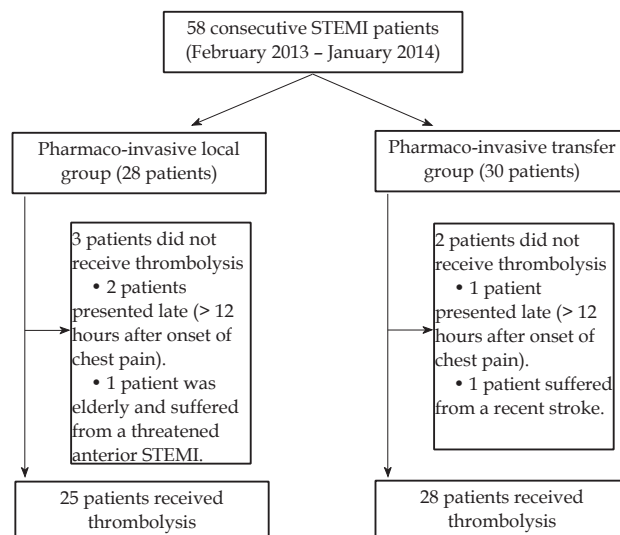 58 consecutive STEMI patients
(February 2013 – January 2014)
Pharmaco-invasive local
group (28 patients)
Pharmaco-invasive transfer
group (30 patients)
3 patients did not
receive thrombolysis
• 2 patients
presented late (> 12
hours after onset of
chest pain).
• 1 patient was
elderly and suffered
from a threatened
anterior STEMI.
2 patients did not
receive thrombolysis
• 1 patient
presented late (> 12
hours after onset of
chest pain).
• 1 patient suffered
from a recent stroke.
25 patients received
thrombolysis
28 patients received
thrombolysis